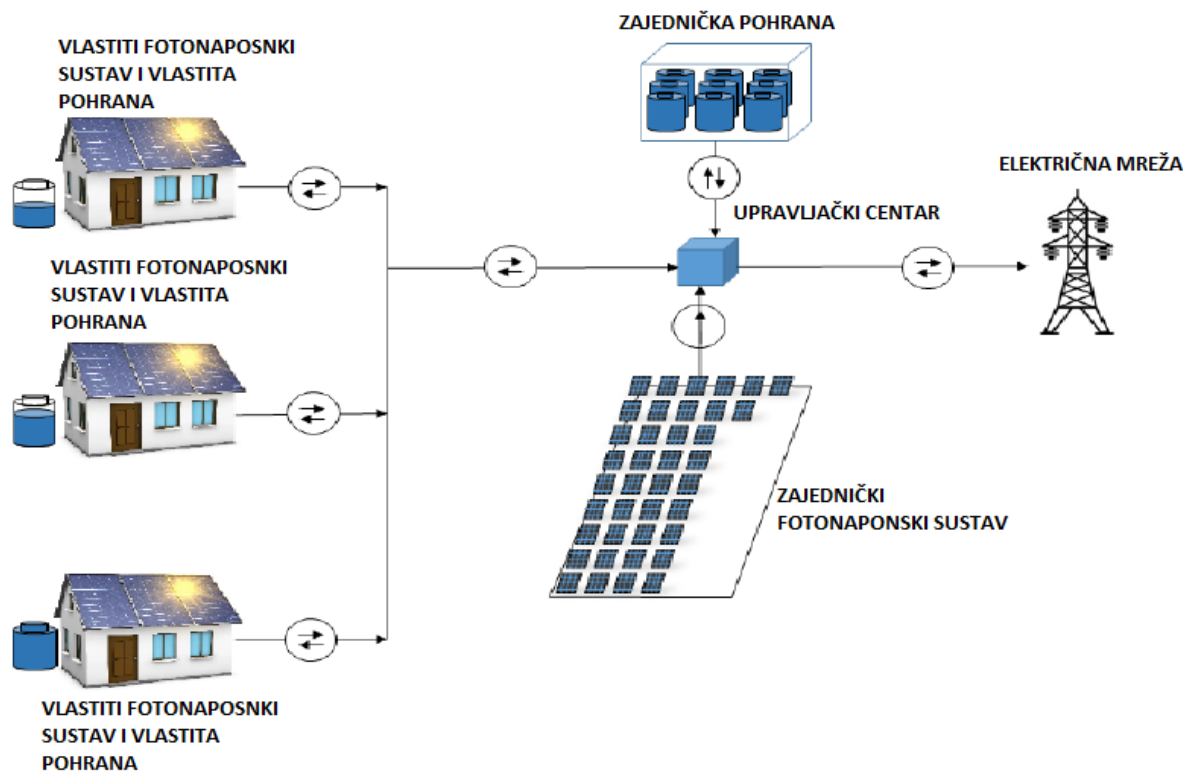 VLASTITI FOTONAPOSNKI
SUSTAV I VLASTITA
POHRANA
ZAJEDNIČKA POHRANA
ELEKTRIČNA MREŽA
UPRAVLJAČKI CENTAR
VLASTITI FOTONAPOSNKI
SUSTAV I VLASTITA
POHRANA
ZAJEDNIČKI
FOTONAPONSKI SUSTAV
VLASTITI FOTONAPOSNKI
SUSTAV I VLASTITA
POHRANA